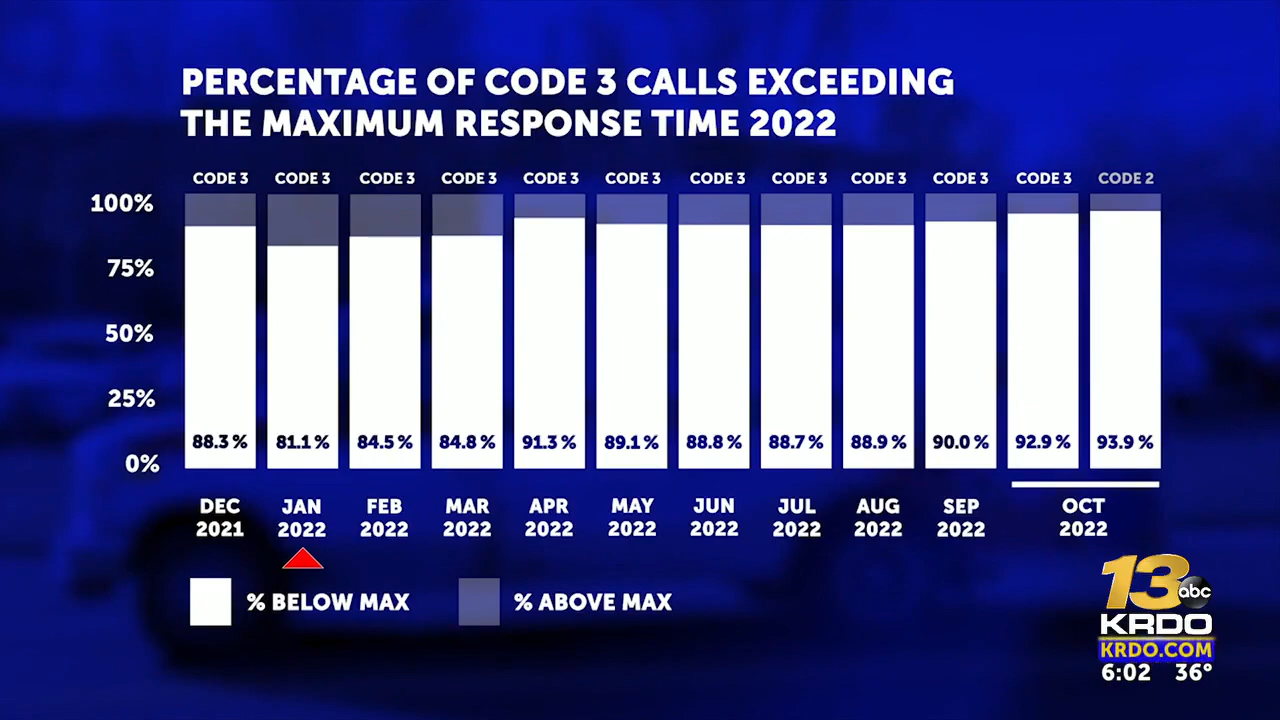 PERCENTAGE OF CODE 3 CALLS EXCEEDING
THE MAXIMUM RESPONSE TIME 2022
CODE 3 CODE 3 CODE 3 CODE 3 CODE 3 CODE 3 CODE 3 CODE 3 CODE 3 CODE 3 CODE 3 CODE 2
100%
75%
50%
25%
0%
88.3% 81.1% 84.5% 84.8% 91.3% 89.1% 88.8% 88.7% 88.9% 90.0% 92.9% 93.9%
DEC JAN FEB MAR APR MAY JUN JUL AUG SEP OCT
2021 2022 2022 2022 2022 2022 2022 2022 2022 2022 2022
% BELOW MAX % ABOVE MAX
13 abc
KRDO
KRDO.COM
6:02 36°